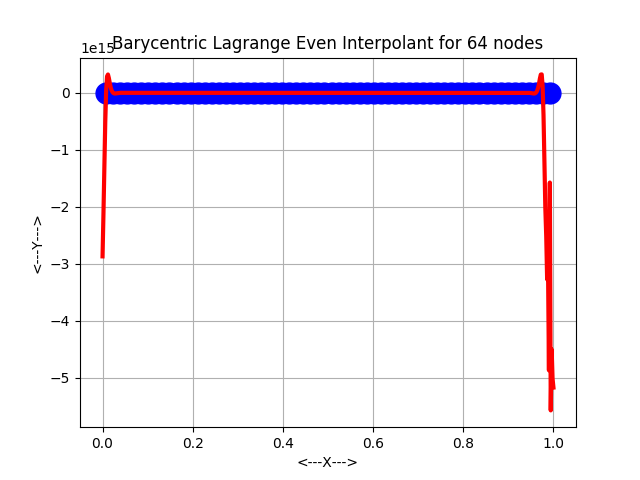 Barycentric Lagrange Even Interpolant for 64 nodes
1e15
0
−1
−2
−3
−4
−5
<---Y--->
0.0 0.2 0.4 0.6 0.8 1.0
<---X--->